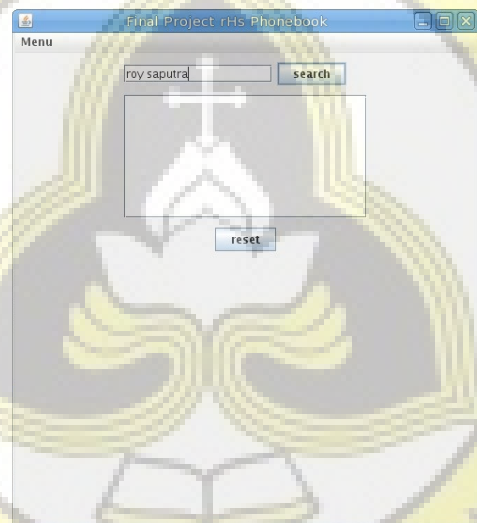 Final Project rHs Phonebook
Menu
roy saputra
search
reset